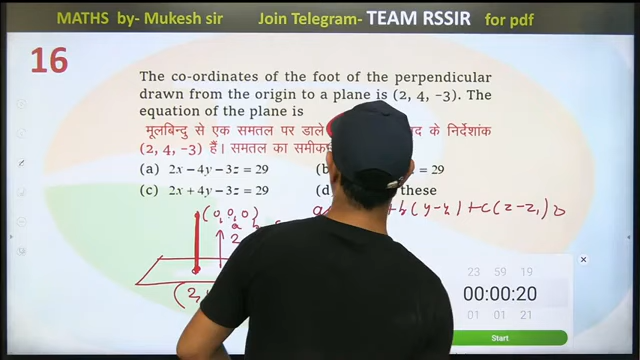 MATHS by- Mukesh sir Join Telegram- TEAM RSSIR for pdf
16
The co-ordinates of the foot of the perpendicular
drawn from the origin to a plane is (2, 4, −3). The
equation of the plane is
मूलबिन्दु से एक समतल पर डाले के निर्देशांक
(2, 4, −3) हैं। समतल का
(a) 2x − 4y − 3z = 29 = 29
(c) 2x + 4y − 3z = 29 (d) these
(0, 0, 0) + b(y − y₁) + c(z − z₁) = 0
a b
2
(2,
23 59 19
00:00:20
01 01 21
Start